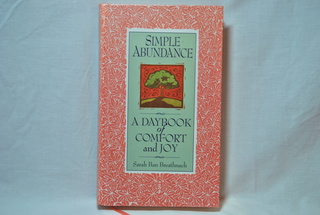 SIMPLE
ABUNDANCE
A DAYBOOK
of
COMFORT
and JOY
Sarah Ban Breathnach